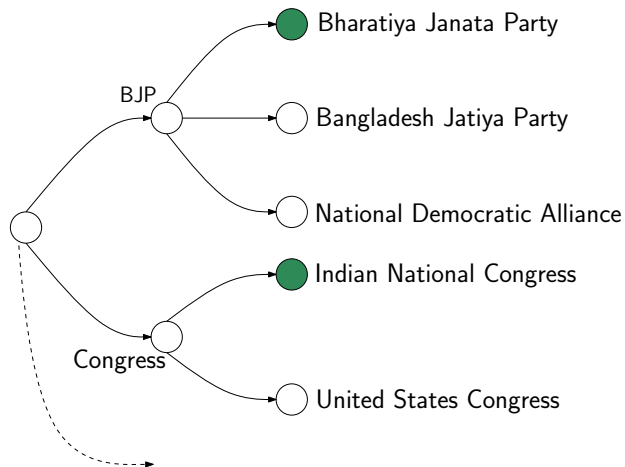 Bharatiya Janata Party
BJP
Bangladesh Jatiya Party
National Democratic Alliance
Indian National Congress
Congress
United States Congress